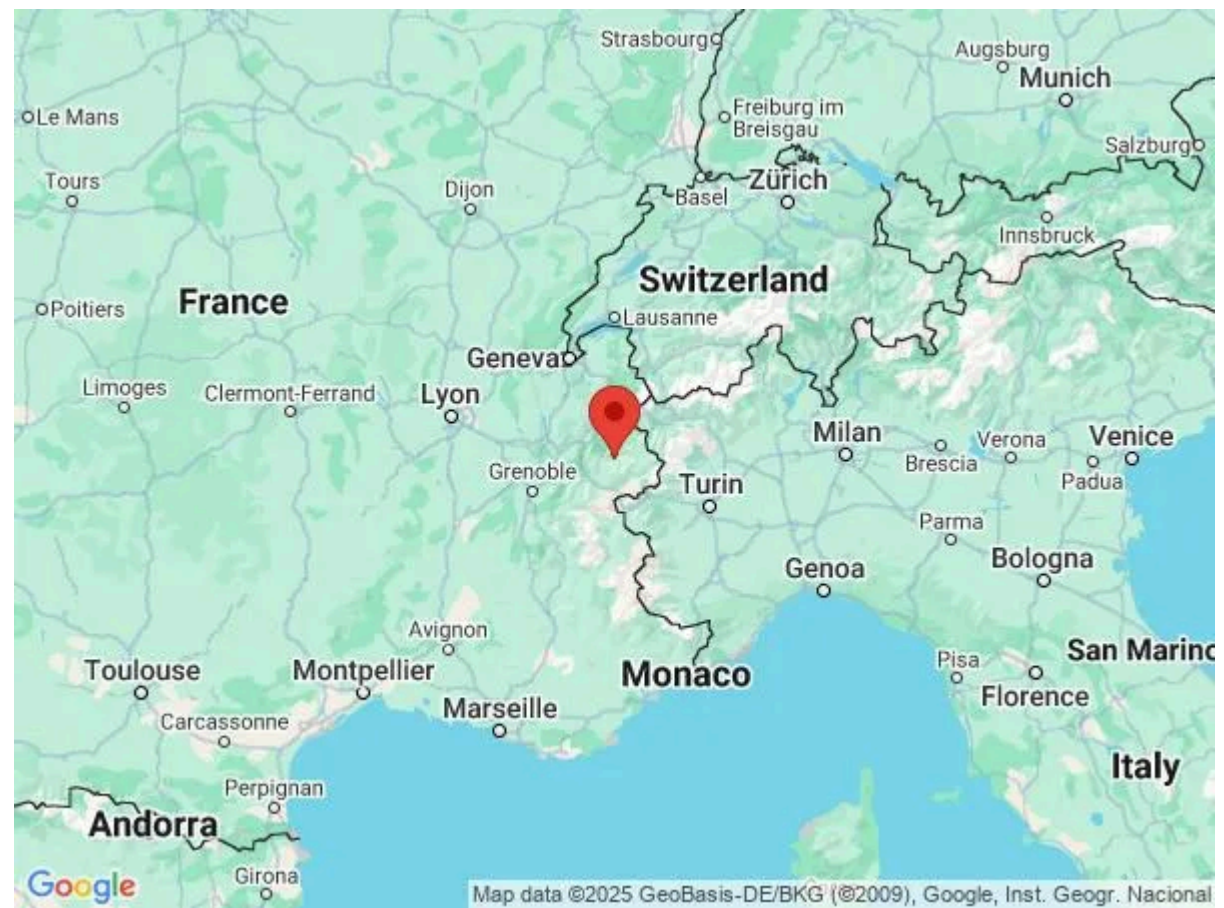 Strasbourg
Augsburg
Munich
Le Mans
Freiburg im
Breisgau
Salzburg
Tours
Dijon
Basel
Zürich
Innsbruck
Switzerland
France
Poitiers
Lausanne
Geneva
Limoges
Clermont-Ferrand
Lyon
Milan
Verona
Venice
Brescia
Grenoble
Turin
Padua
Parma
Bologna
Genoa
Avignon
San Marino
Toulouse
Montpellier
Monaco
Pisa
Florence
Marseille
Carcassonne
Italy
Perpignan
Andorra
Girona
Google
Map data ©2025 GeoBasis-DE/BKG (©2009), Google, Inst. Geogr. Nacional